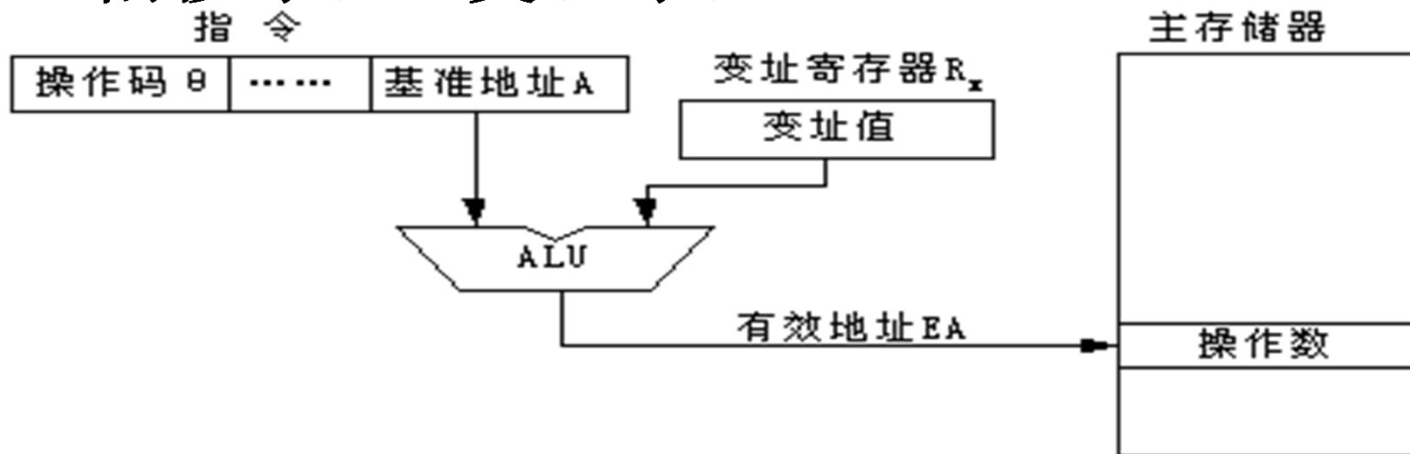 指 令
主存储器
操作码 θ
……
基准地址A
变址寄存器Rx
变址值
ALU
有效地址EA
操作数